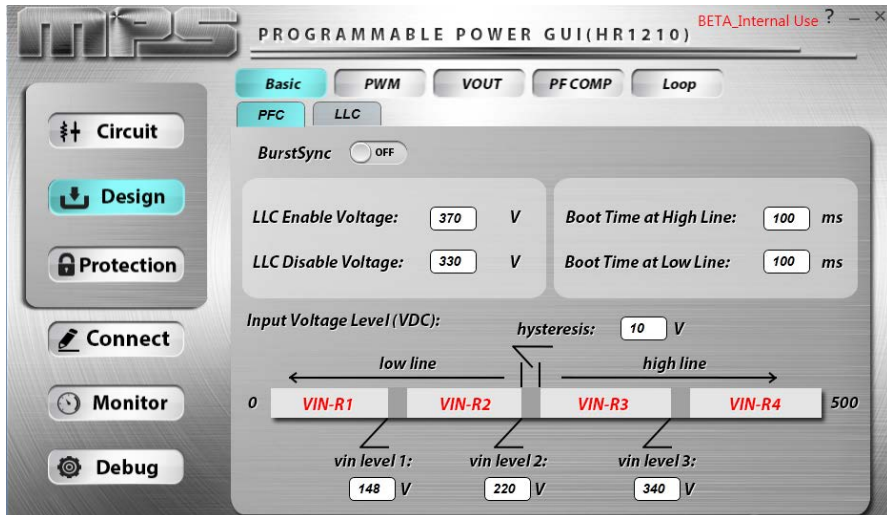 MPS
PROGRAMMABLE POWER GUI(HR1210)
BETA_Internal Use ? – ×
Basic PWM VOUT PF COMP Loop
PFC LLC
Circuit
Design
Protection
Connect
Monitor
Debug
BurstSync OFF
LLC Enable Voltage: 370 V
LLC Disable Voltage: 330 V
Boot Time at High Line: 100 ms
Boot Time at Low Line: 100 ms
Input Voltage Level (VDC):
hysteresis: 10 V
low line high line
0 VIN-R1 VIN-R2 VIN-R3 VIN-R4 500
vin level 1: vin level 2: vin level 3:
148 V 220 V 340 V